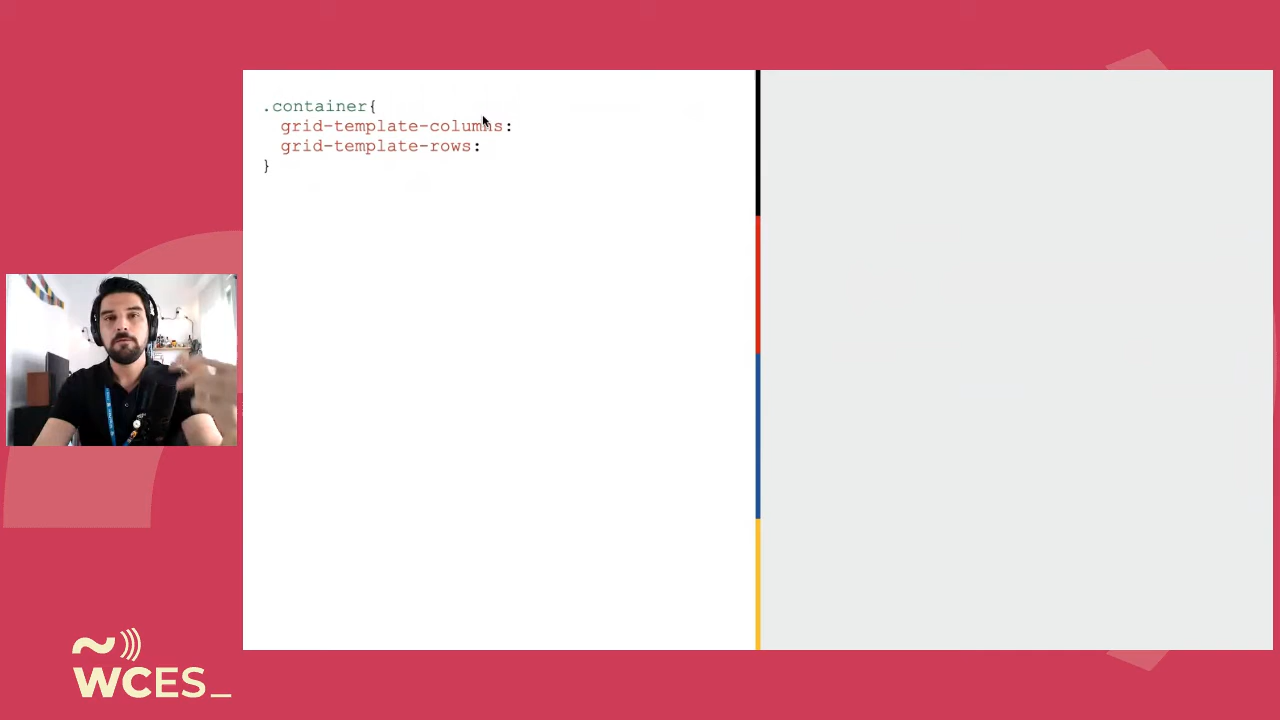 .container{
grid-template-columns:
grid-template-rows:
}
WCES_